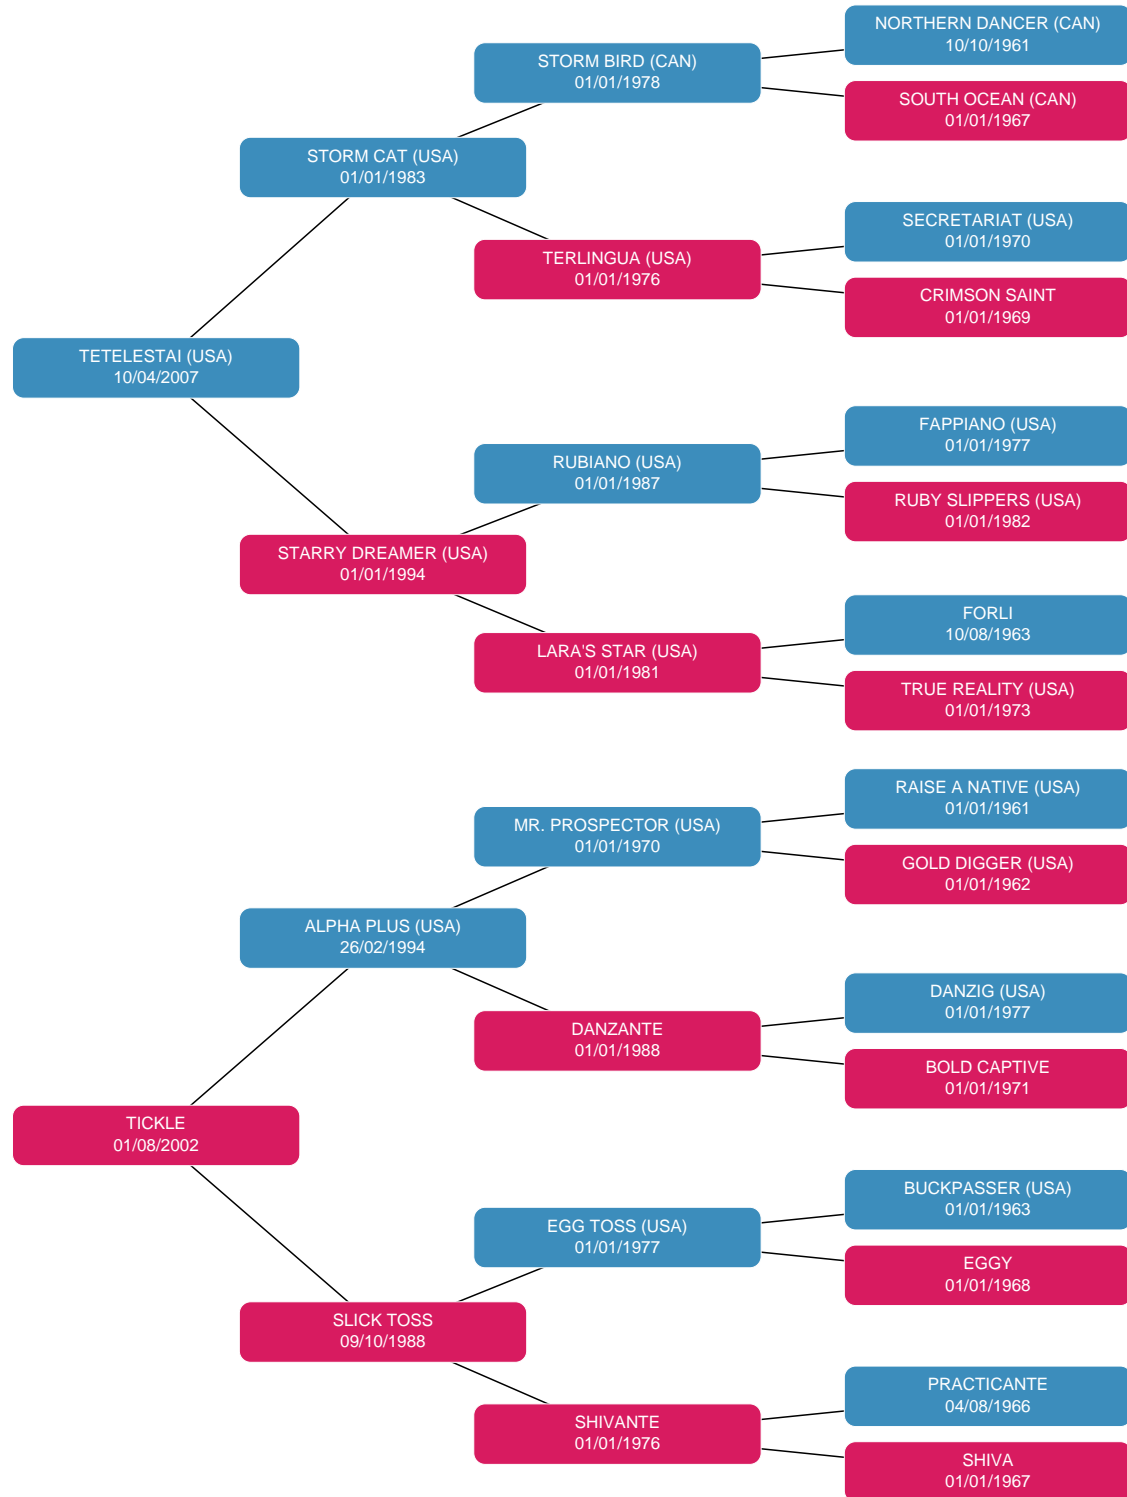 NORTHERN DANCER (CAN)
10/10/1961
STORM BIRD (CAN)
01/01/1978
SOUTH OCEAN (CAN)
01/01/1967
STORM CAT (USA)
01/01/1983
SECRETARIAT (USA)
01/01/1970
TERLINGUA (USA)
01/01/1976
CRIMSON SAINT
01/01/1969
TETELESTAI (USA)
10/04/2007
FAPPIANO (USA)
01/01/1977
RUBIANO (USA)
01/01/1987
RUBY SLIPPERS (USA)
01/01/1982
STARRY DREAMER (USA)
01/01/1994
FORLI
10/08/1963
LARA'S STAR (USA)
01/01/1981
TRUE REALITY (USA)
01/01/1973
RAISE A NATIVE (USA)
01/01/1961
MR. PROSPECTOR (USA)
01/01/1970
GOLD DIGGER (USA)
01/01/1962
ALPHA PLUS (USA)
26/02/1994
DANZIG (USA)
01/01/1977
DANZANTE
01/01/1988
BOLD CAPTIVE
01/01/1971
TICKLE
01/08/2002
BUCKPASSER (USA)
01/01/1963
EGG TOSS (USA)
01/01/1977
EGGY
01/01/1968
SLICK TOSS
09/10/1988
PRACTICANTE
04/08/1966
SHIVANTE
01/01/1976
SHIVA
01/01/1967